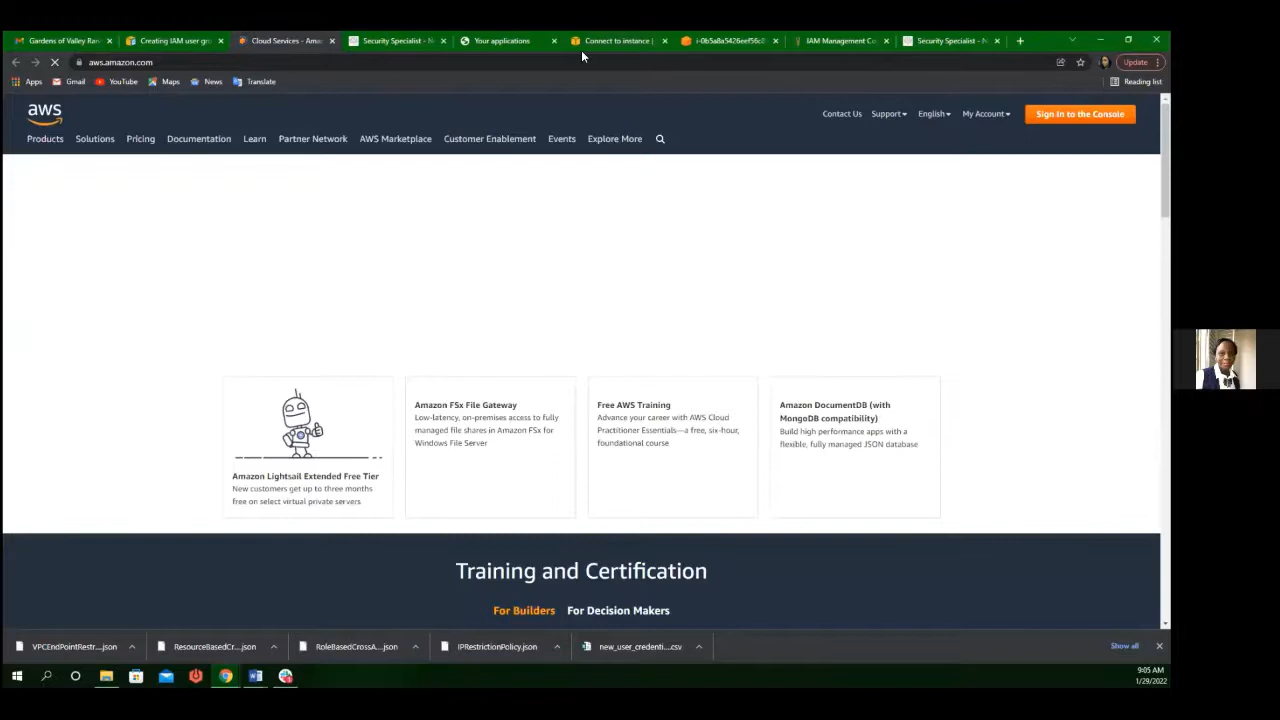 Gardens of Valley Ran
Creating IAM user gro
Cloud Services - Amaz
Security Specialist - N
Your applications
Connect to instance |
i-0b5a8a5426eef56c8
IAM Management Co
Security Specialist - N
aws.amazon.com
Update
Apps
Gmail
YouTube
Maps
News
Translate
Reading list
aws
Contact Us
Support
English
My Account
Sign In to the Console
Products
Solutions
Pricing
Documentation
Learn
Partner Network
AWS Marketplace
Customer Enablement
Events
Explore More
Amazon Lightsail Extended Free Tier
New customers get up to three months
free on select virtual private servers
Amazon FSx File Gateway
Low-latency, on-premises access to fully
managed file shares in Amazon FSx for
Windows File Server
Free AWS Training
Advance your career with AWS Cloud
Practitioner Essentials—a free, six-hour,
foundational course
Amazon DocumentDB (with
MongoDB compatibility)
Build high performance apps with a
flexible, fully managed JSON database
Training and Certification
For Builders
For Decision Makers
VPCEndPointRestr....json
ResourceBasedCr....json
RoleBasedCrossA....json
IPRestrictionPolicy.json
new_user_credenti....csv
Show all
9:05 AM
1/29/2022